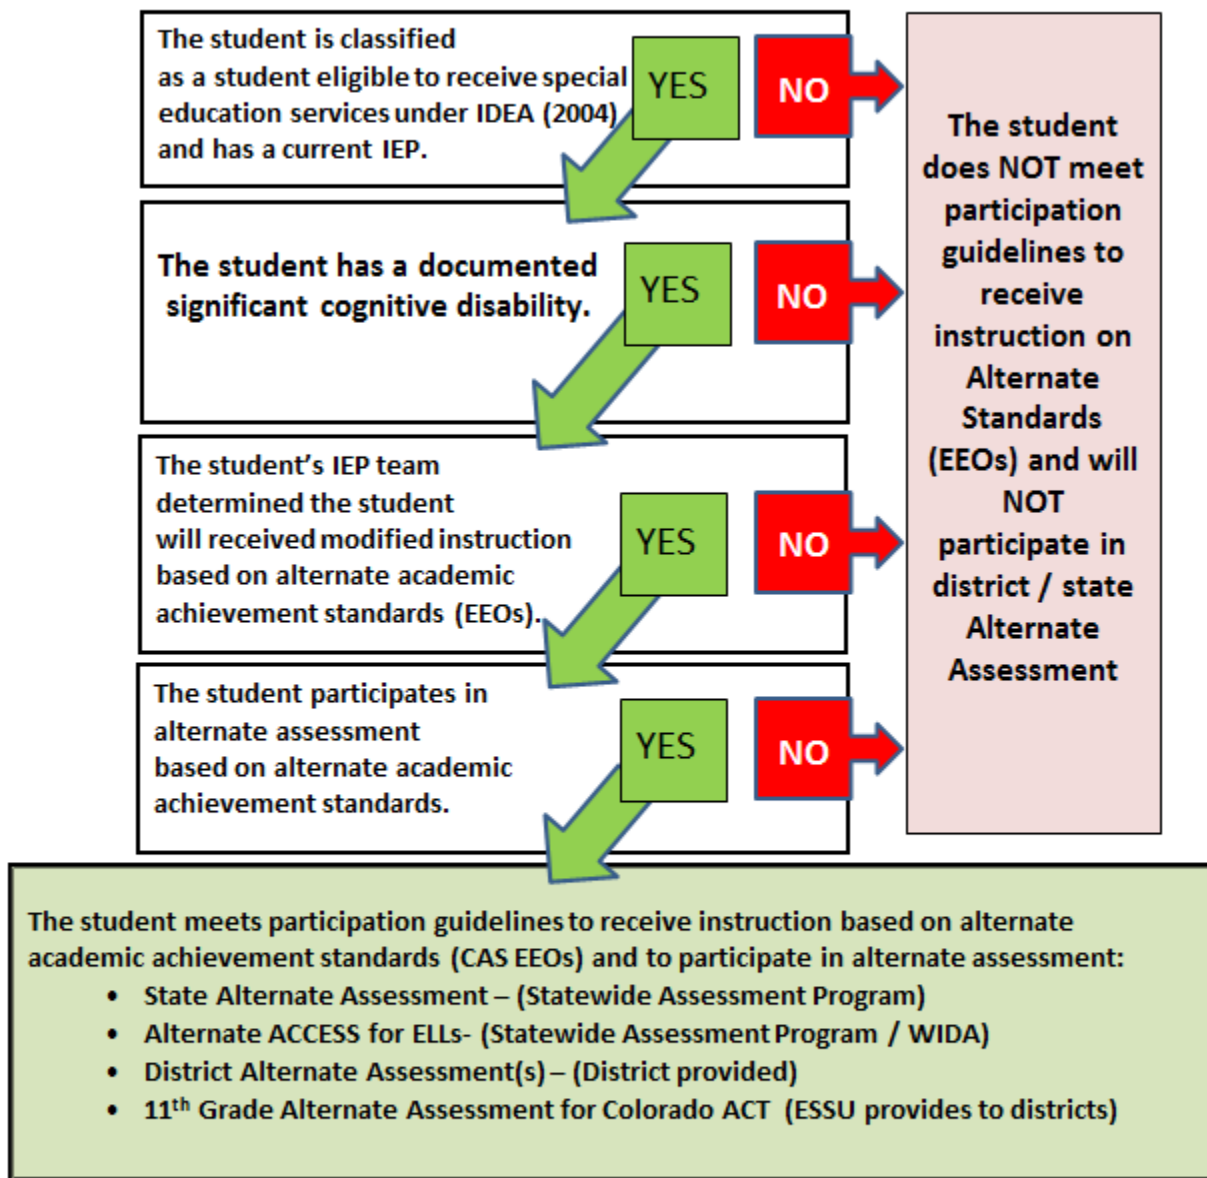 The student is classified
as a student eligible to receive special
education services under IDEA (2004)
and has a current IEP.
YES
NO
The student has a documented
significant cognitive disability.
YES
NO
The student’s IEP team
determined the student
will received modified instruction
based on alternate academic
achievement standards (EEOs).
YES
NO
The student participates in
alternate assessment
based on alternate academic
achievement standards.
YES
NO
The student
does NOT meet
participation
guidelines to
receive
instruction on
Alternate
Standards
(EEOs) and will
NOT
participate in
district / state
Alternate
Assessment
The student meets participation guidelines to receive instruction based on alternate
academic achievement standards (CAS EEOs) and to participate in alternate assessment:
• State Alternate Assessment – (Statewide Assessment Program)
• Alternate ACCESS for ELLs- (Statewide Assessment Program / WIDA)
• District Alternate Assessment(s) – (District provided)
• 11th Grade Alternate Assessment for Colorado ACT (ESSU provides to districts)